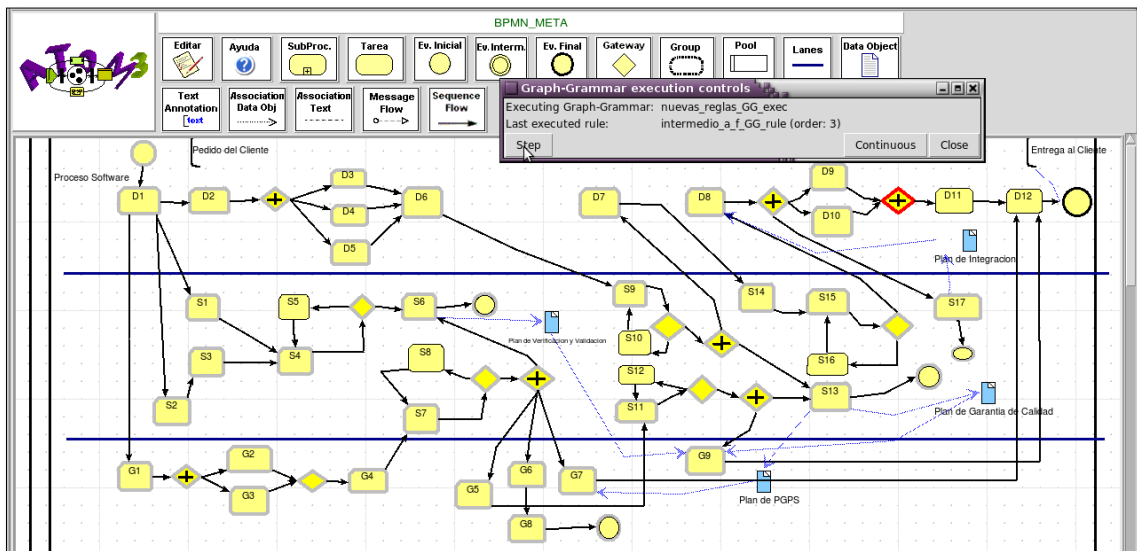 BPMN_META
ATOM3
Editar
Ayuda
SubProc.
Tarea
Ev. Inicial
Ev. Interm.
Ev. Final
Gateway
Group
Pool
Lanes
Data Object
Text
Annotation
[text
Association
Data Obj
Association
Text
Message
Flow
Sequence
Flow
Graph-Grammar execution controls
Executing Graph-Grammar: nuevas_reglas_GG_exec
Last executed rule: intermedio_a_f_GG_rule (order: 3)
Step
Continuous
Close
Pedido del Cliente
Entrega al Cliente
Proceso Software
D1
D2
D3
D4
D5
D6
D7
D8
D9
D10
D11
D12
Plan de Integracion
S1
S5
S6
S9
S14
S15
S17
S10
Plan de Verificacion y Validacion
S3
S4
S8
S12
S16
S2
S7
S11
S13
Plan de Garantia de Calidad
G1
G2
G3
G4
G5
G6
G7
G9
Plan de PGPS
G8